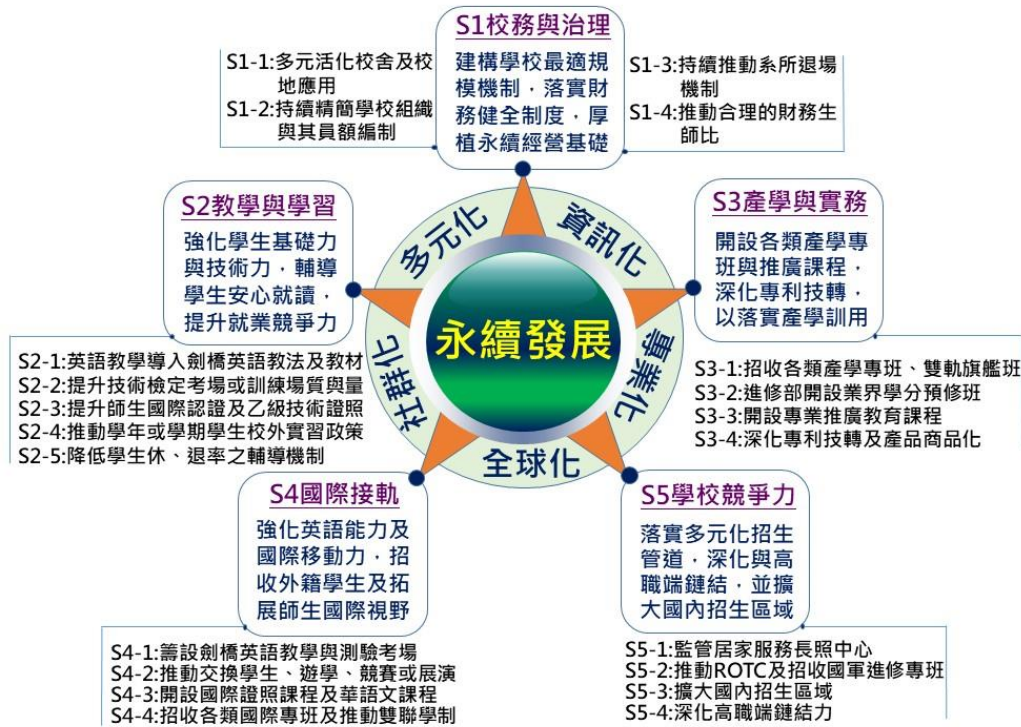 S1校務與治理
建構學校最適規
模機制，落實財
務健全制度，厚
植永續經營基礎
S1-1:多元活化校舍及校
地應用
S1-2:持續精簡學校組織
與其員額編制
S1-3:持續推動系所退場
機制
S1-4:推動合理的財務生
師比
S2教學與學習
強化學生基礎力
與技術力，輔導
學生安心就讀，
提升就業競爭力
S2-1:英語教學導入劍橋英語教法及教材
S2-2:提升技術檢定考場或訓練場質與量
S2-3:提升師生國際認證及乙級技術證照
S2-4:推動學年或學期學生校外實習政策
S2-5:降低學生休、退率之輔導機制
多元化
資訊化
專業化
全球化
社群化
永續發展
S3產學與實務
開設各類產學專
班與推廣課程，
深化專利技轉，
以落實產學訓用
S3-1:招收各類產學專班、雙軌旗艦班
S3-2:進修部開設業界學分預修班
S3-3:開設專業推廣教育課程
S3-4:深化專利技轉及產品商品化
S4國際接軌
強化英語能力及
國際移動力，招
收外籍學生及拓
展師生國際視野
S4-1:籌設劍橋英語教學與測驗考場
S4-2:推動交換學生、遊學、競賽或展演
S4-3:開設國際證照課程及華語文課程
S4-4:招收各類國際專班及推動雙聯學制
S5學校競爭力
落實多元化招生
管道，深化與高
職端鏈結，並擴
大國內招生區域
S5-1:監管居家服務長照中心
S5-2:推動ROTC及招收國軍進修專班
S5-3:擴大國內招生區域
S5-4:深化高職端鏈結力